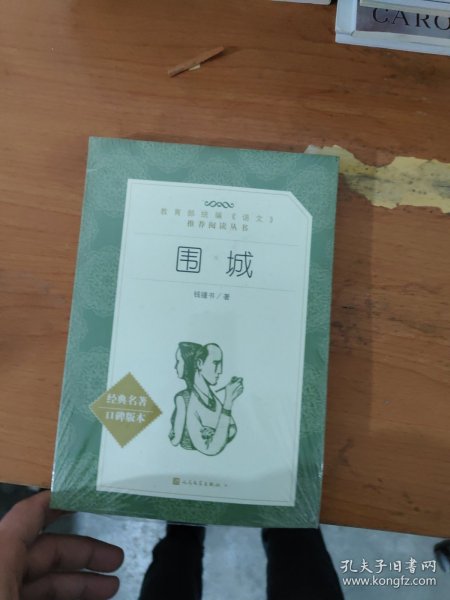 CARO
教育部统编《语文》
推荐阅读丛书
围城
钱锺书/著
经典名著
口碑版本
人民文学出版社
孔夫子旧书网
www.kongfz.com